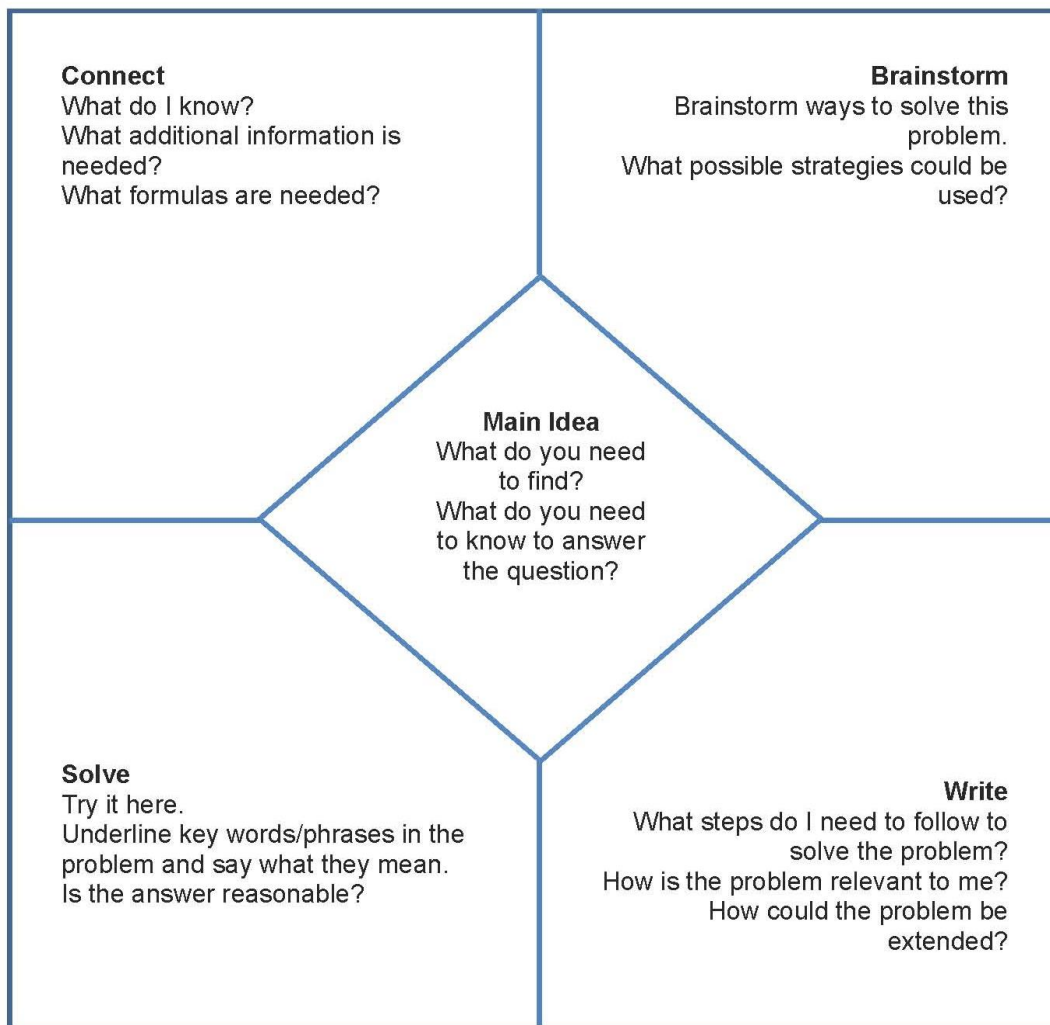 Connect
What do I know?
What additional information is
needed?
What formulas are needed?
Brainstorm
Brainstorm ways to solve this
problem.
What possible strategies could be
used?
Main Idea
What do you need
to find?
What do you need
to know to answer
the question?
Solve
Try it here.
Underline key words/phrases in the
problem and say what they mean.
Is the answer reasonable?
Write
What steps do I need to follow to
solve the problem?
How is the problem relevant to me?
How could the problem be
extended?